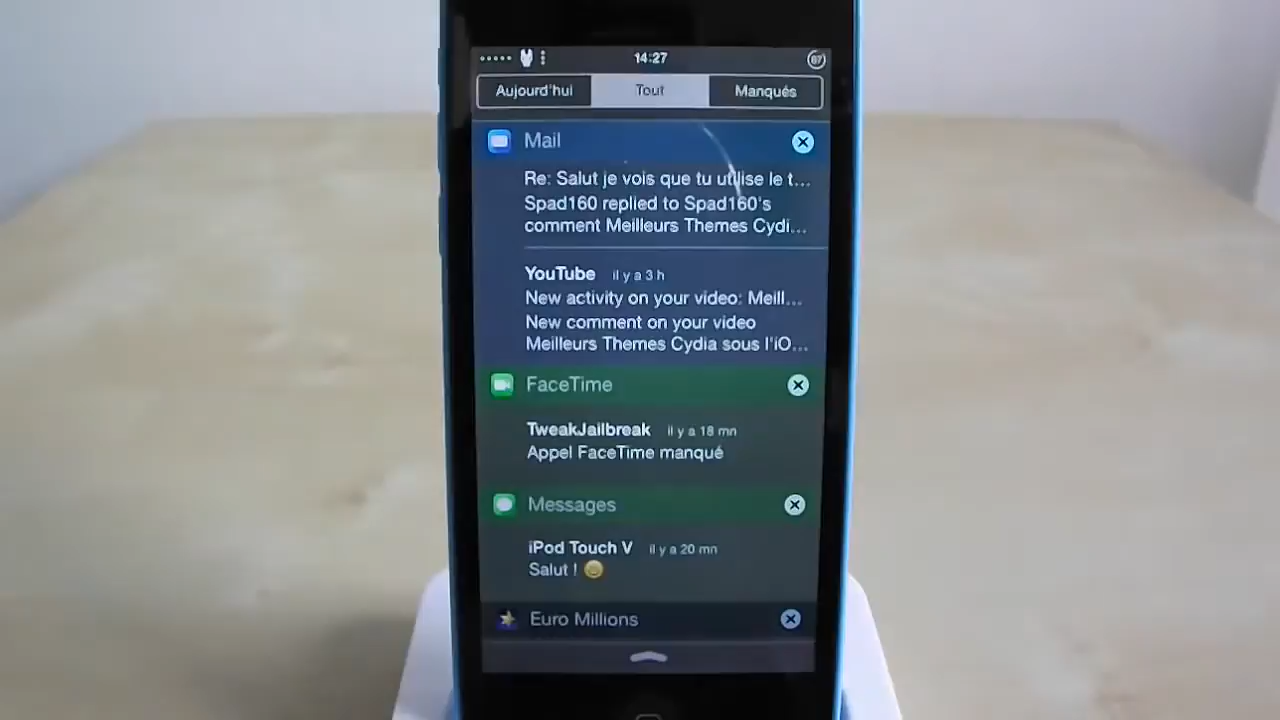 14:27
67
Aujourd'hui
Tout
Manqués
Mail
Re: Salut je vois que tu utilise le t...
Spad160 replied to Spad160's
comment Meilleurs Themes Cydi...
YouTube il y a 3 h
New activity on your video: Meill...
New comment on your video
Meilleurs Themes Cydia sous l'iO...
FaceTime
TweakJailbreak il y a 18 mn
Appel FaceTime manqué
Messages
iPod Touch V il y a 20 mn
Salut ! 😊
Euro Millions